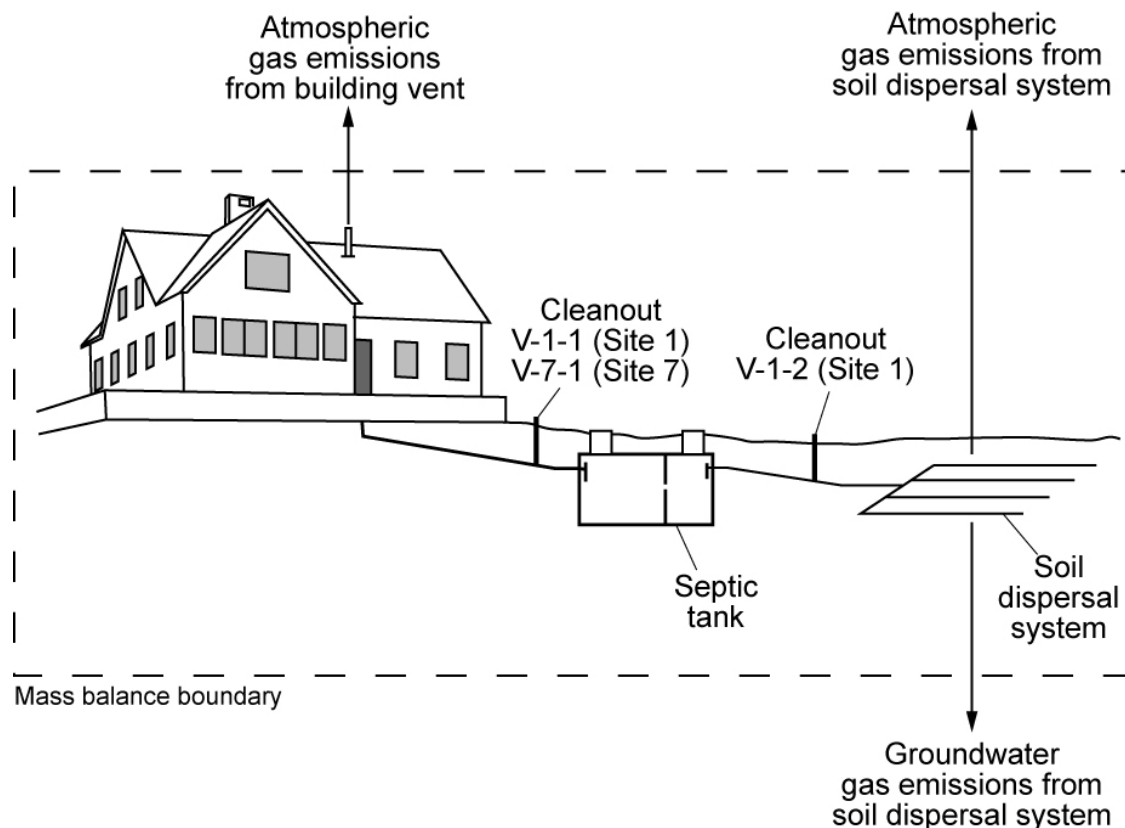 Atmospheric
gas emissions
from building vent
Atmospheric
gas emissions from
soil dispersal system
Cleanout
V-1-1 (Site 1)
V-7-1 (Site 7)
Cleanout
V-1-2 (Site 1)
Septic
tank
Soil
dispersal
system
Mass balance boundary
Groundwater
gas emissions from
soil dispersal system